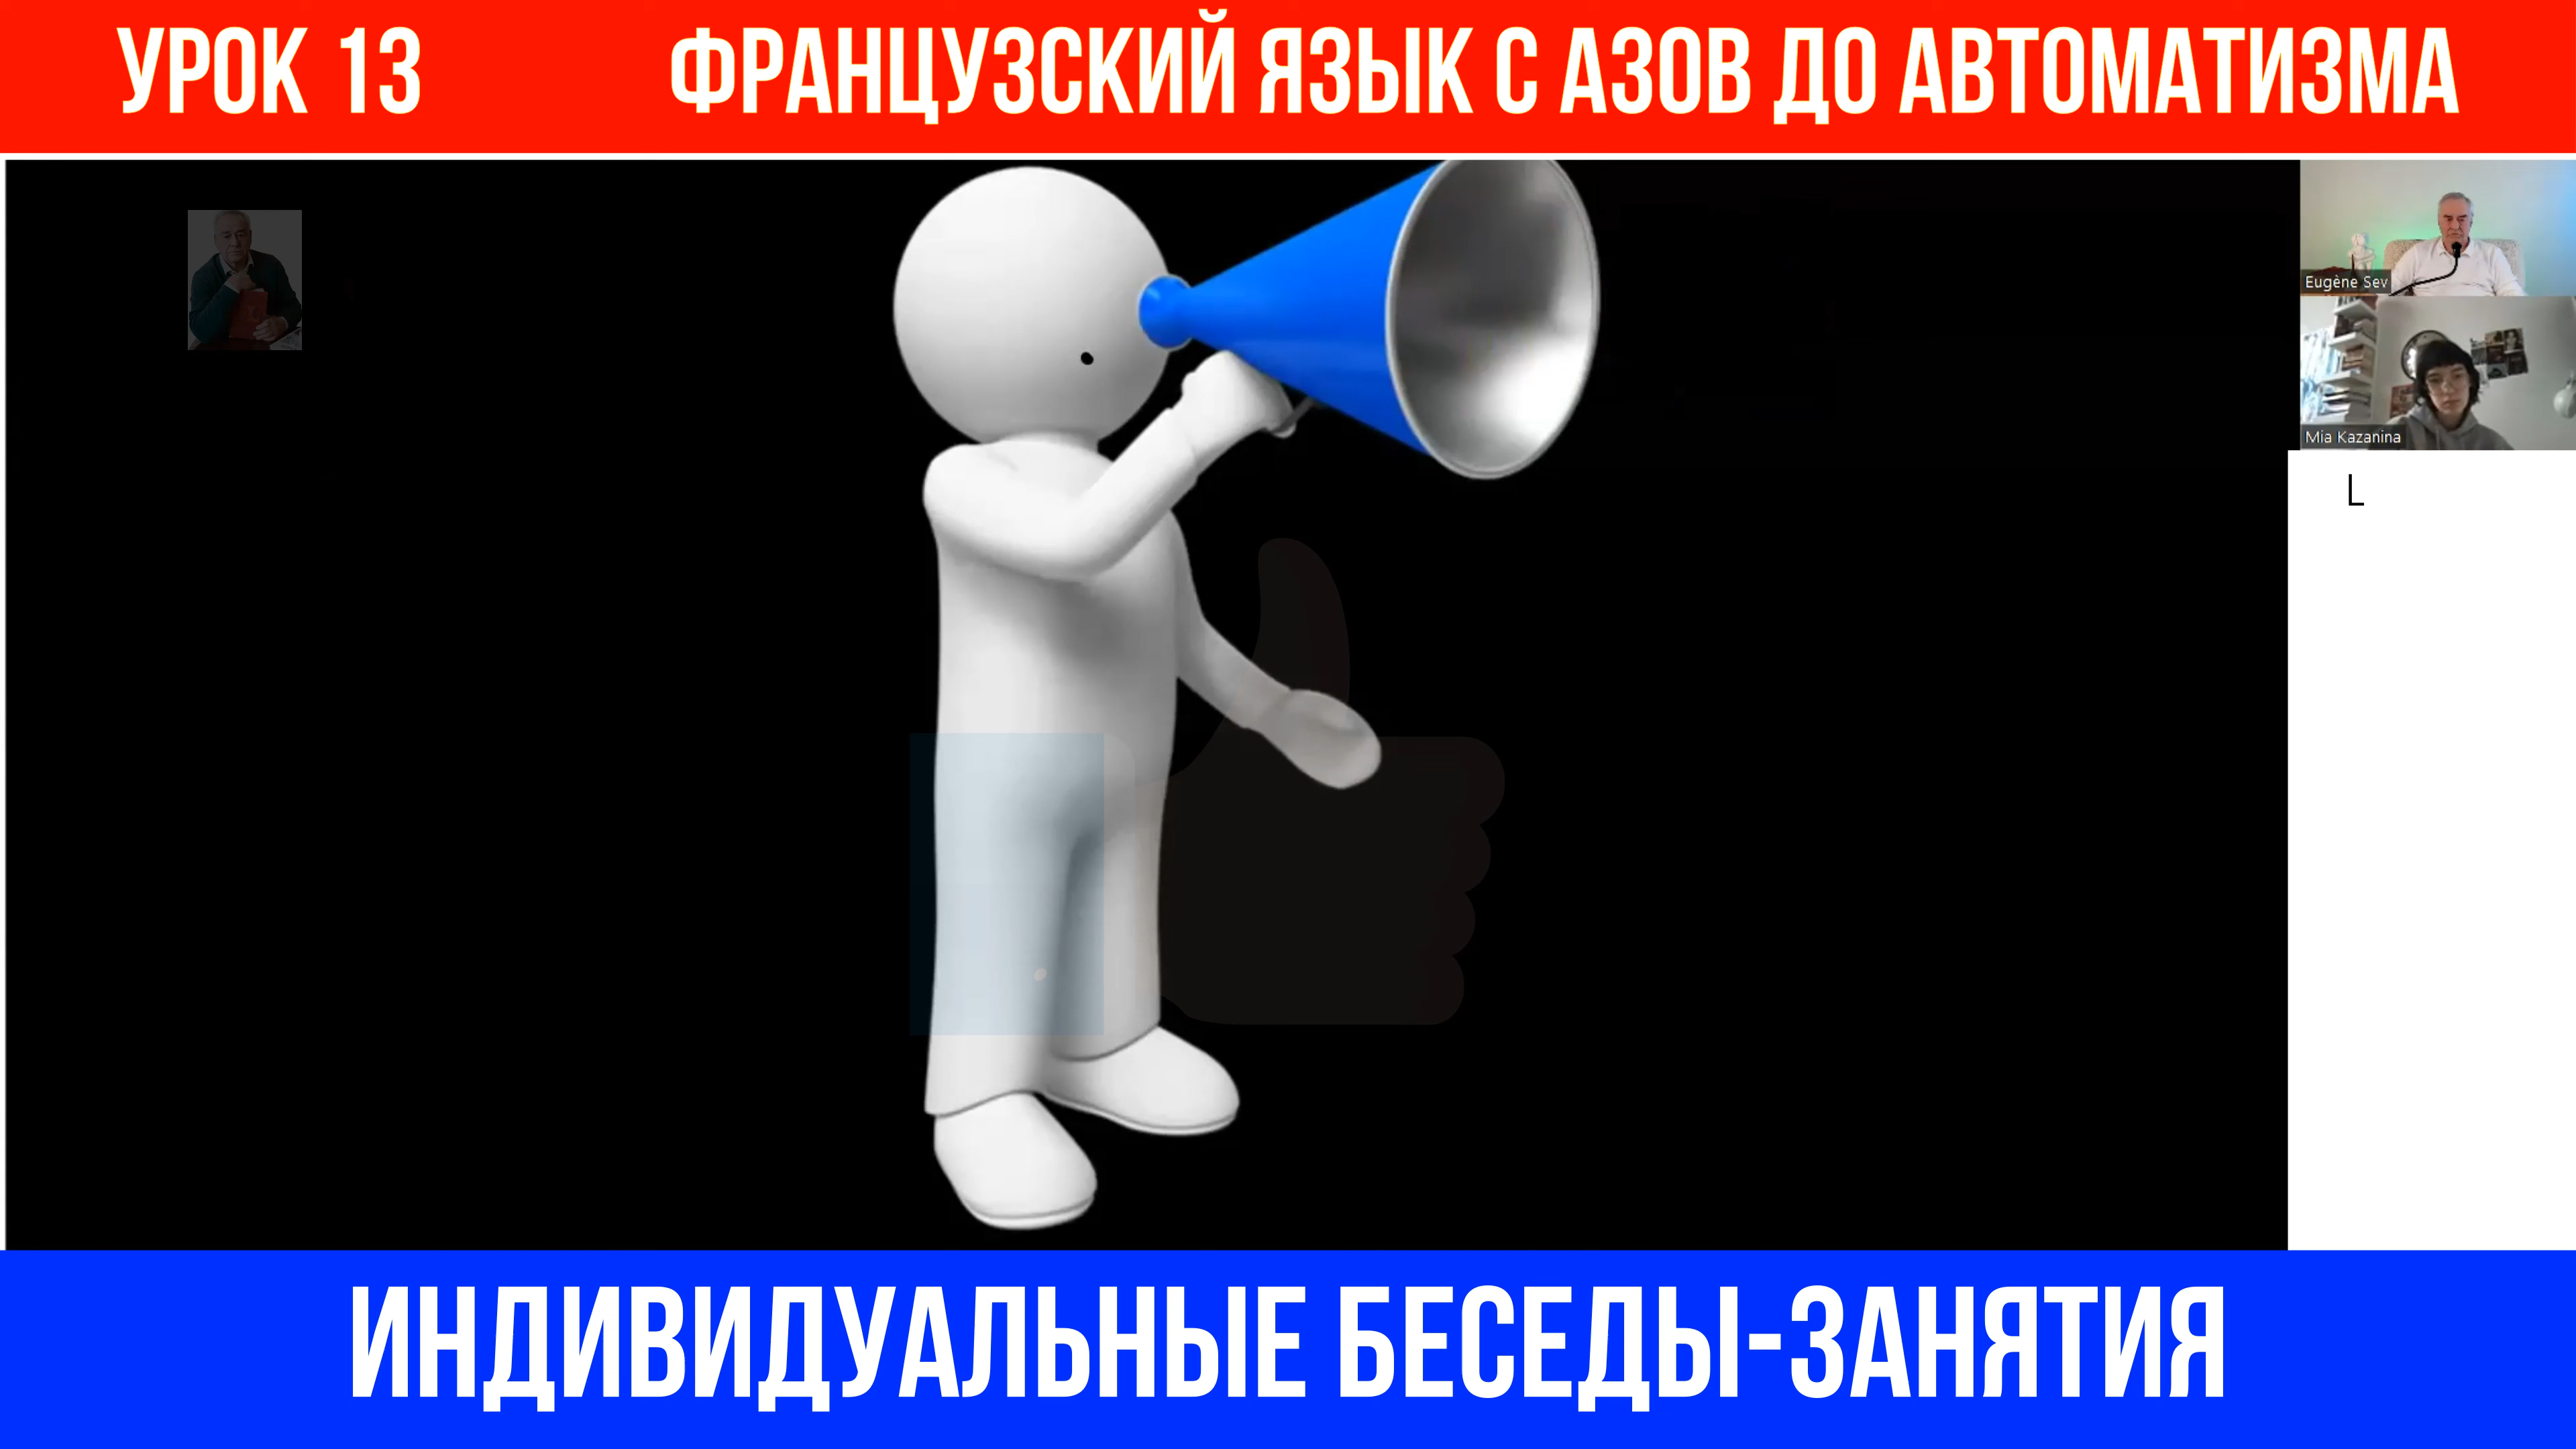 УРОК 13 ФРАНЦУЗСКИЙ ЯЗЫК С АЗОВ ДО АВТОМАТИЗМА
Eugène Sev
Mia Kazanina
L
ИНДИВИДУАЛЬНЫЕ БЕСЕДЫ-ЗАНЯТИЯ